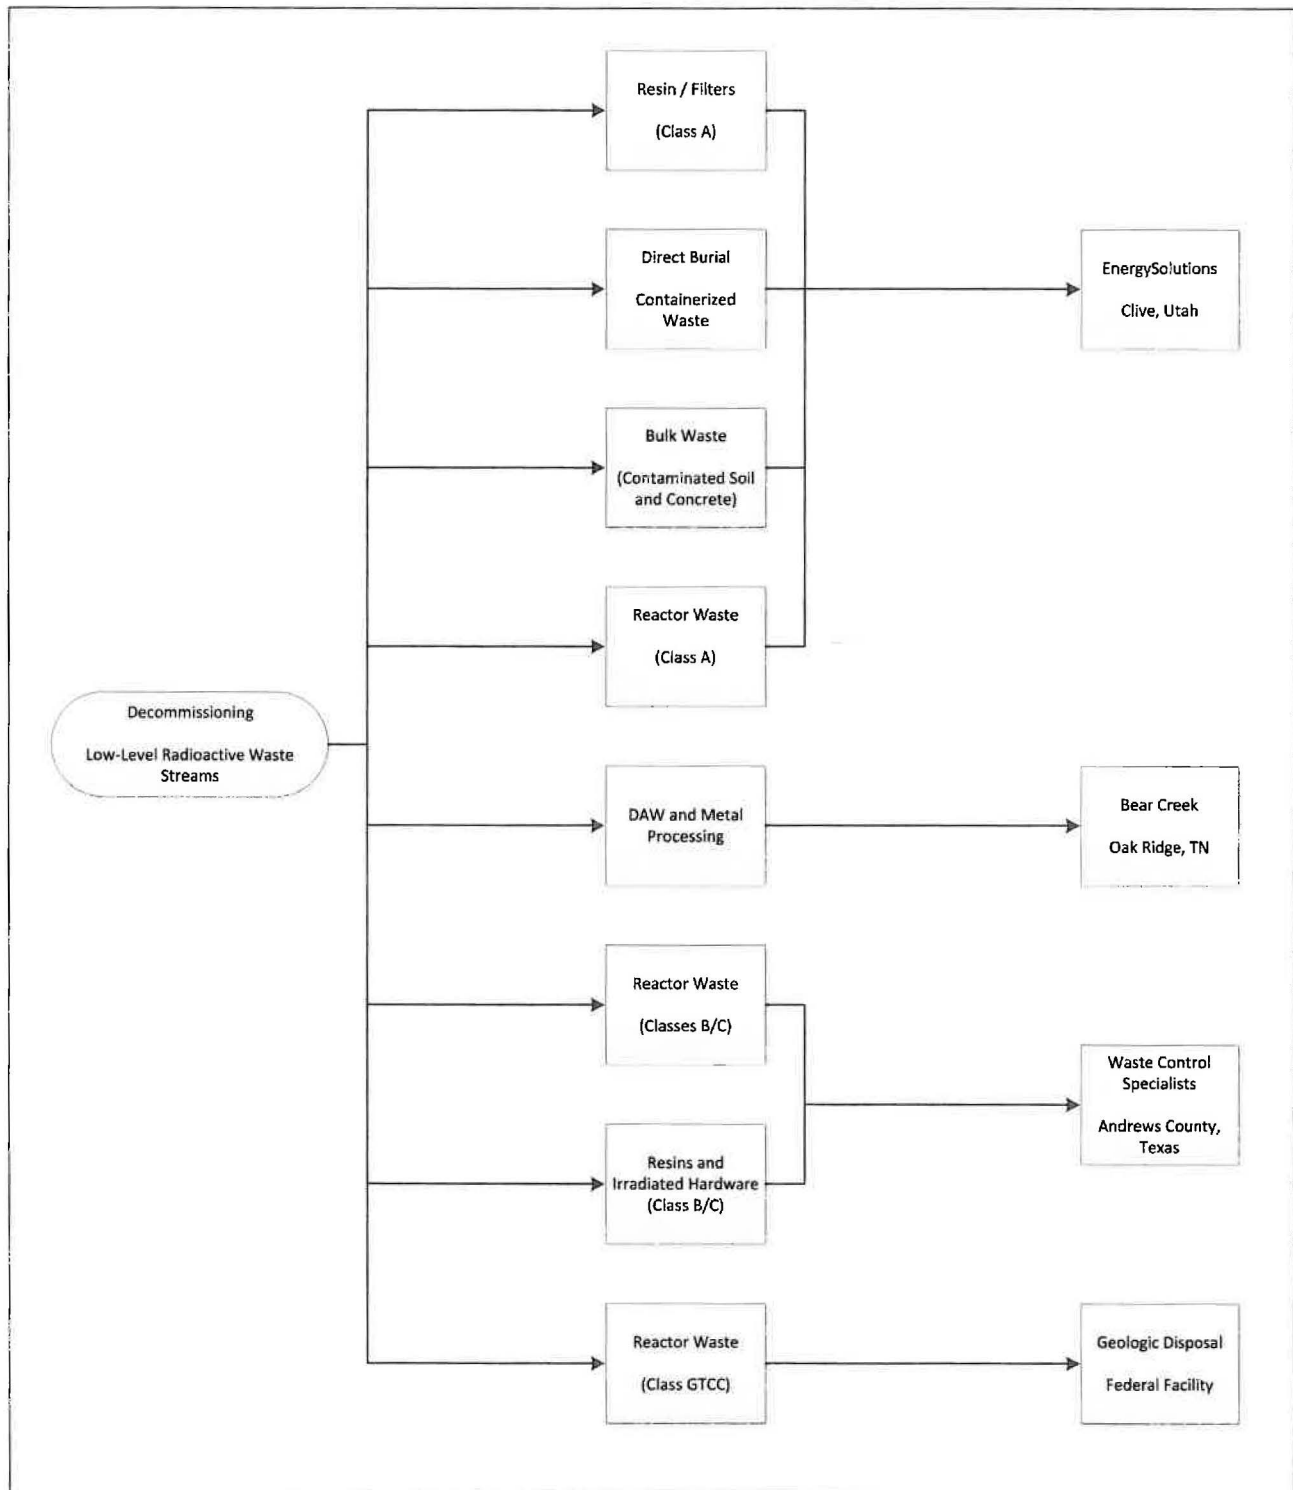 Resin / Filters
(Class A)
Direct Burial
Containerized
Waste
EnergySolutions
Clive, Utah
Bulk Waste
(Contaminated Soil
and Concrete)
Reactor Waste
(Class A)
Decommissioning
Low-Level Radioactive Waste
Streams
DAW and Metal
Processing
Bear Creek
Oak Ridge, TN
Reactor Waste
(Classes B/C)
Waste Control
Specialists
Andrews County,
Texas
Resins and
Irradiated Hardware
(Class B/C)
Reactor Waste
(Class GTCC)
Geologic Disposal
Federal Facility